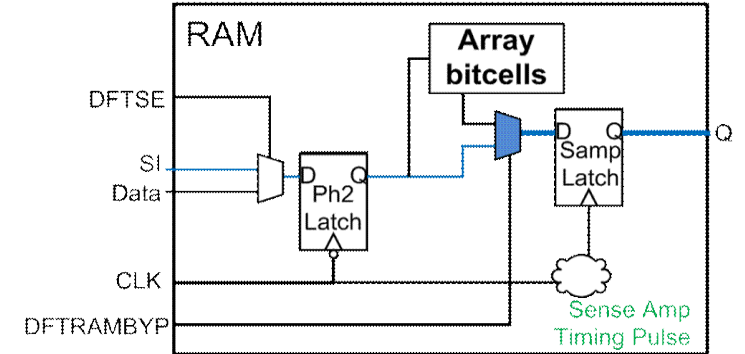 RAM
Array
bitcells
DFTSE
SI
Data
D Q
Ph2
Latch
D Q
Samp
Latch
Q
CLK
DFTRAMBYP
Sense Amp
Timing Pulse